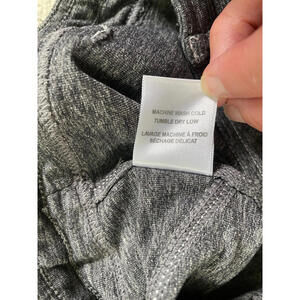 MACHINE WASH COLD
TUMBLE DRY LOW
LAVAGE MACHINE À FROID
SÉCHAGE DÉLICAT